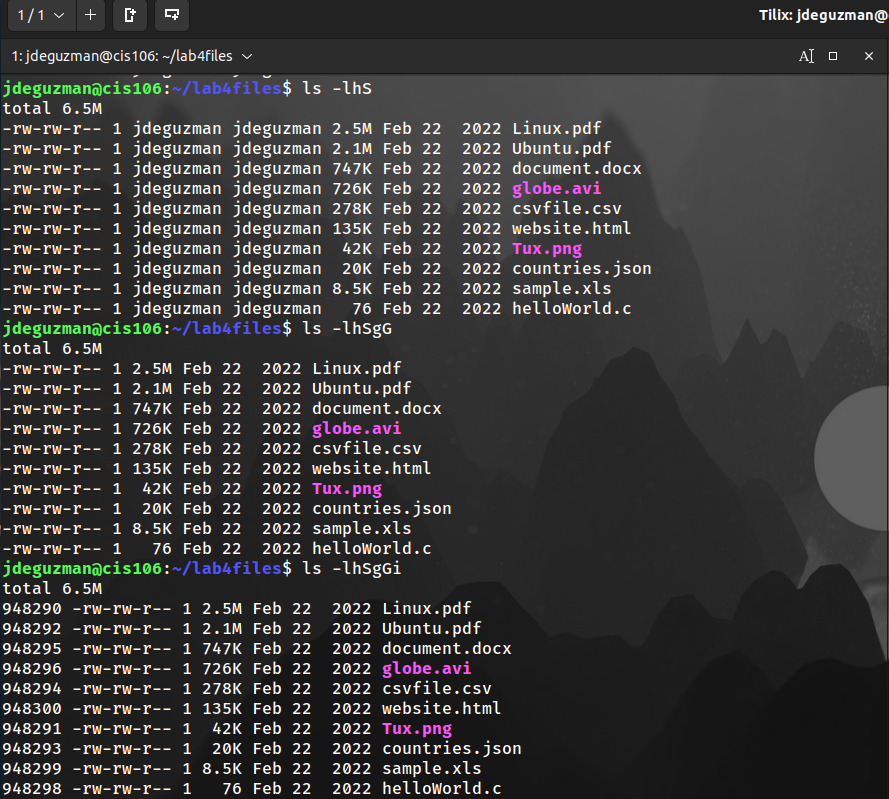 1 / 1
Tilix: jdeguzman@
1: jdeguzman@cis106: ~/lab4files
jdeguzman@cis106:~/lab4files$ ls -lhS
total 6.5M
-rw-rw-r-- 1 jdeguzman jdeguzman 2.5M Feb 22  2022 Linux.pdf
-rw-rw-r-- 1 jdeguzman jdeguzman 2.1M Feb 22  2022 Ubuntu.pdf
-rw-rw-r-- 1 jdeguzman jdeguzman 747K Feb 22  2022 document.docx
-rw-rw-r-- 1 jdeguzman jdeguzman 726K Feb 22  2022 globe.avi
-rw-rw-r-- 1 jdeguzman jdeguzman 278K Feb 22  2022 csvfile.csv
-rw-rw-r-- 1 jdeguzman jdeguzman 135K Feb 22  2022 website.html
-rw-rw-r-- 1 jdeguzman jdeguzman  42K Feb 22  2022 Tux.png
-rw-rw-r-- 1 jdeguzman jdeguzman  20K Feb 22  2022 countries.json
-rw-rw-r-- 1 jdeguzman jdeguzman 8.5K Feb 22  2022 sample.xls
-rw-rw-r-- 1 jdeguzman jdeguzman   76 Feb 22  2022 helloWorld.c
jdeguzman@cis106:~/lab4files$ ls -lhSgG
total 6.5M
-rw-rw-r-- 1 2.5M Feb 22  2022 Linux.pdf
-rw-rw-r-- 1 2.1M Feb 22  2022 Ubuntu.pdf
-rw-rw-r-- 1 747K Feb 22  2022 document.docx
-rw-rw-r-- 1 726K Feb 22  2022 globe.avi
-rw-rw-r-- 1 278K Feb 22  2022 csvfile.csv
-rw-rw-r-- 1 135K Feb 22  2022 website.html
-rw-rw-r-- 1  42K Feb 22  2022 Tux.png
-rw-rw-r-- 1  20K Feb 22  2022 countries.json
-rw-rw-r-- 1 8.5K Feb 22  2022 sample.xls
-rw-rw-r-- 1   76 Feb 22  2022 helloWorld.c
jdeguzman@cis106:~/lab4files$ ls -lhSgGi
total 6.5M
948290 -rw-rw-r-- 1 2.5M Feb 22  2022 Linux.pdf
948292 -rw-rw-r-- 1 2.1M Feb 22  2022 Ubuntu.pdf
948295 -rw-rw-r-- 1 747K Feb 22  2022 document.docx
948296 -rw-rw-r-- 1 726K Feb 22  2022 globe.avi
948294 -rw-rw-r-- 1 278K Feb 22  2022 csvfile.csv
948300 -rw-rw-r-- 1 135K Feb 22  2022 website.html
948291 -rw-rw-r-- 1  42K Feb 22  2022 Tux.png
948293 -rw-rw-r-- 1  20K Feb 22  2022 countries.json
948299 -rw-rw-r-- 1 8.5K Feb 22  2022 sample.xls
948298 -rw-rw-r-- 1   76 Feb 22  2022 helloWorld.c